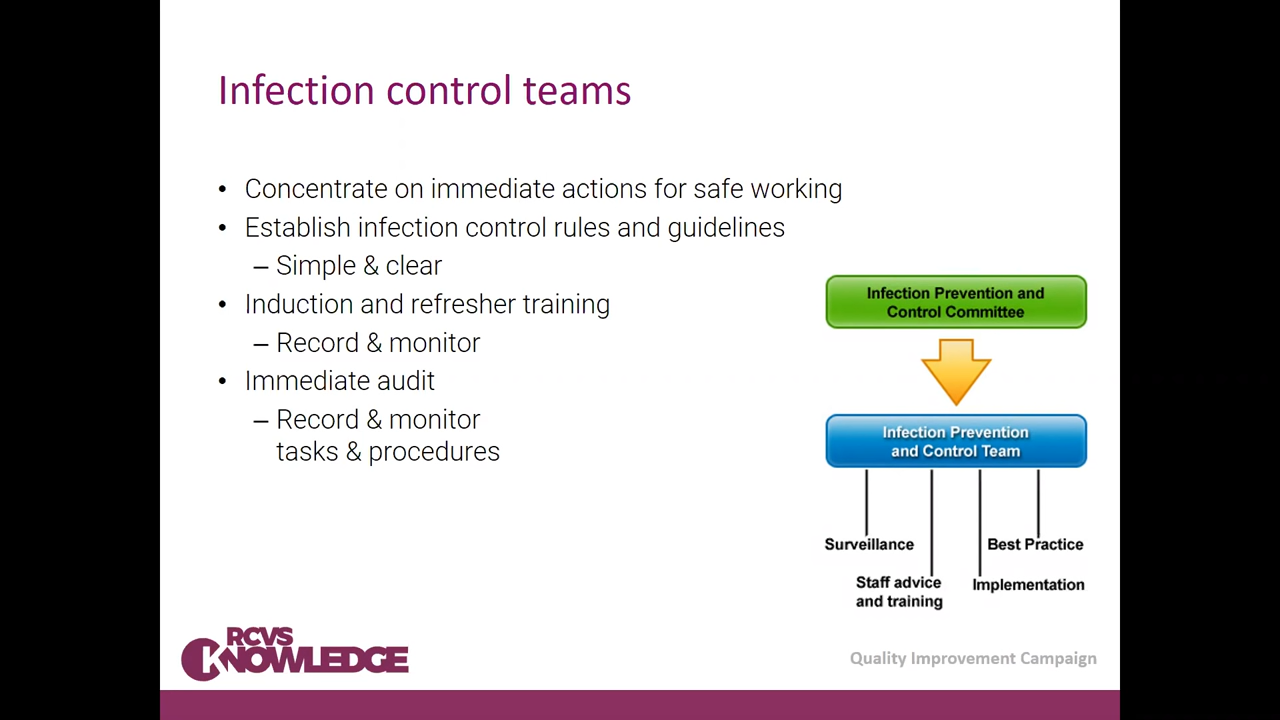 Infection control teams
• Concentrate on immediate actions for safe working
• Establish infection control rules and guidelines
– Simple & clear
• Induction and refresher training
– Record & monitor
• Immediate audit
– Record & monitor
tasks & procedures
Infection Prevention and
Control Committee
Infection Prevention
and Control Team
Surveillance
Best Practice
Staff advice
and training
Implementation
RCVS
KNOWLEDGE
Quality Improvement Campaign